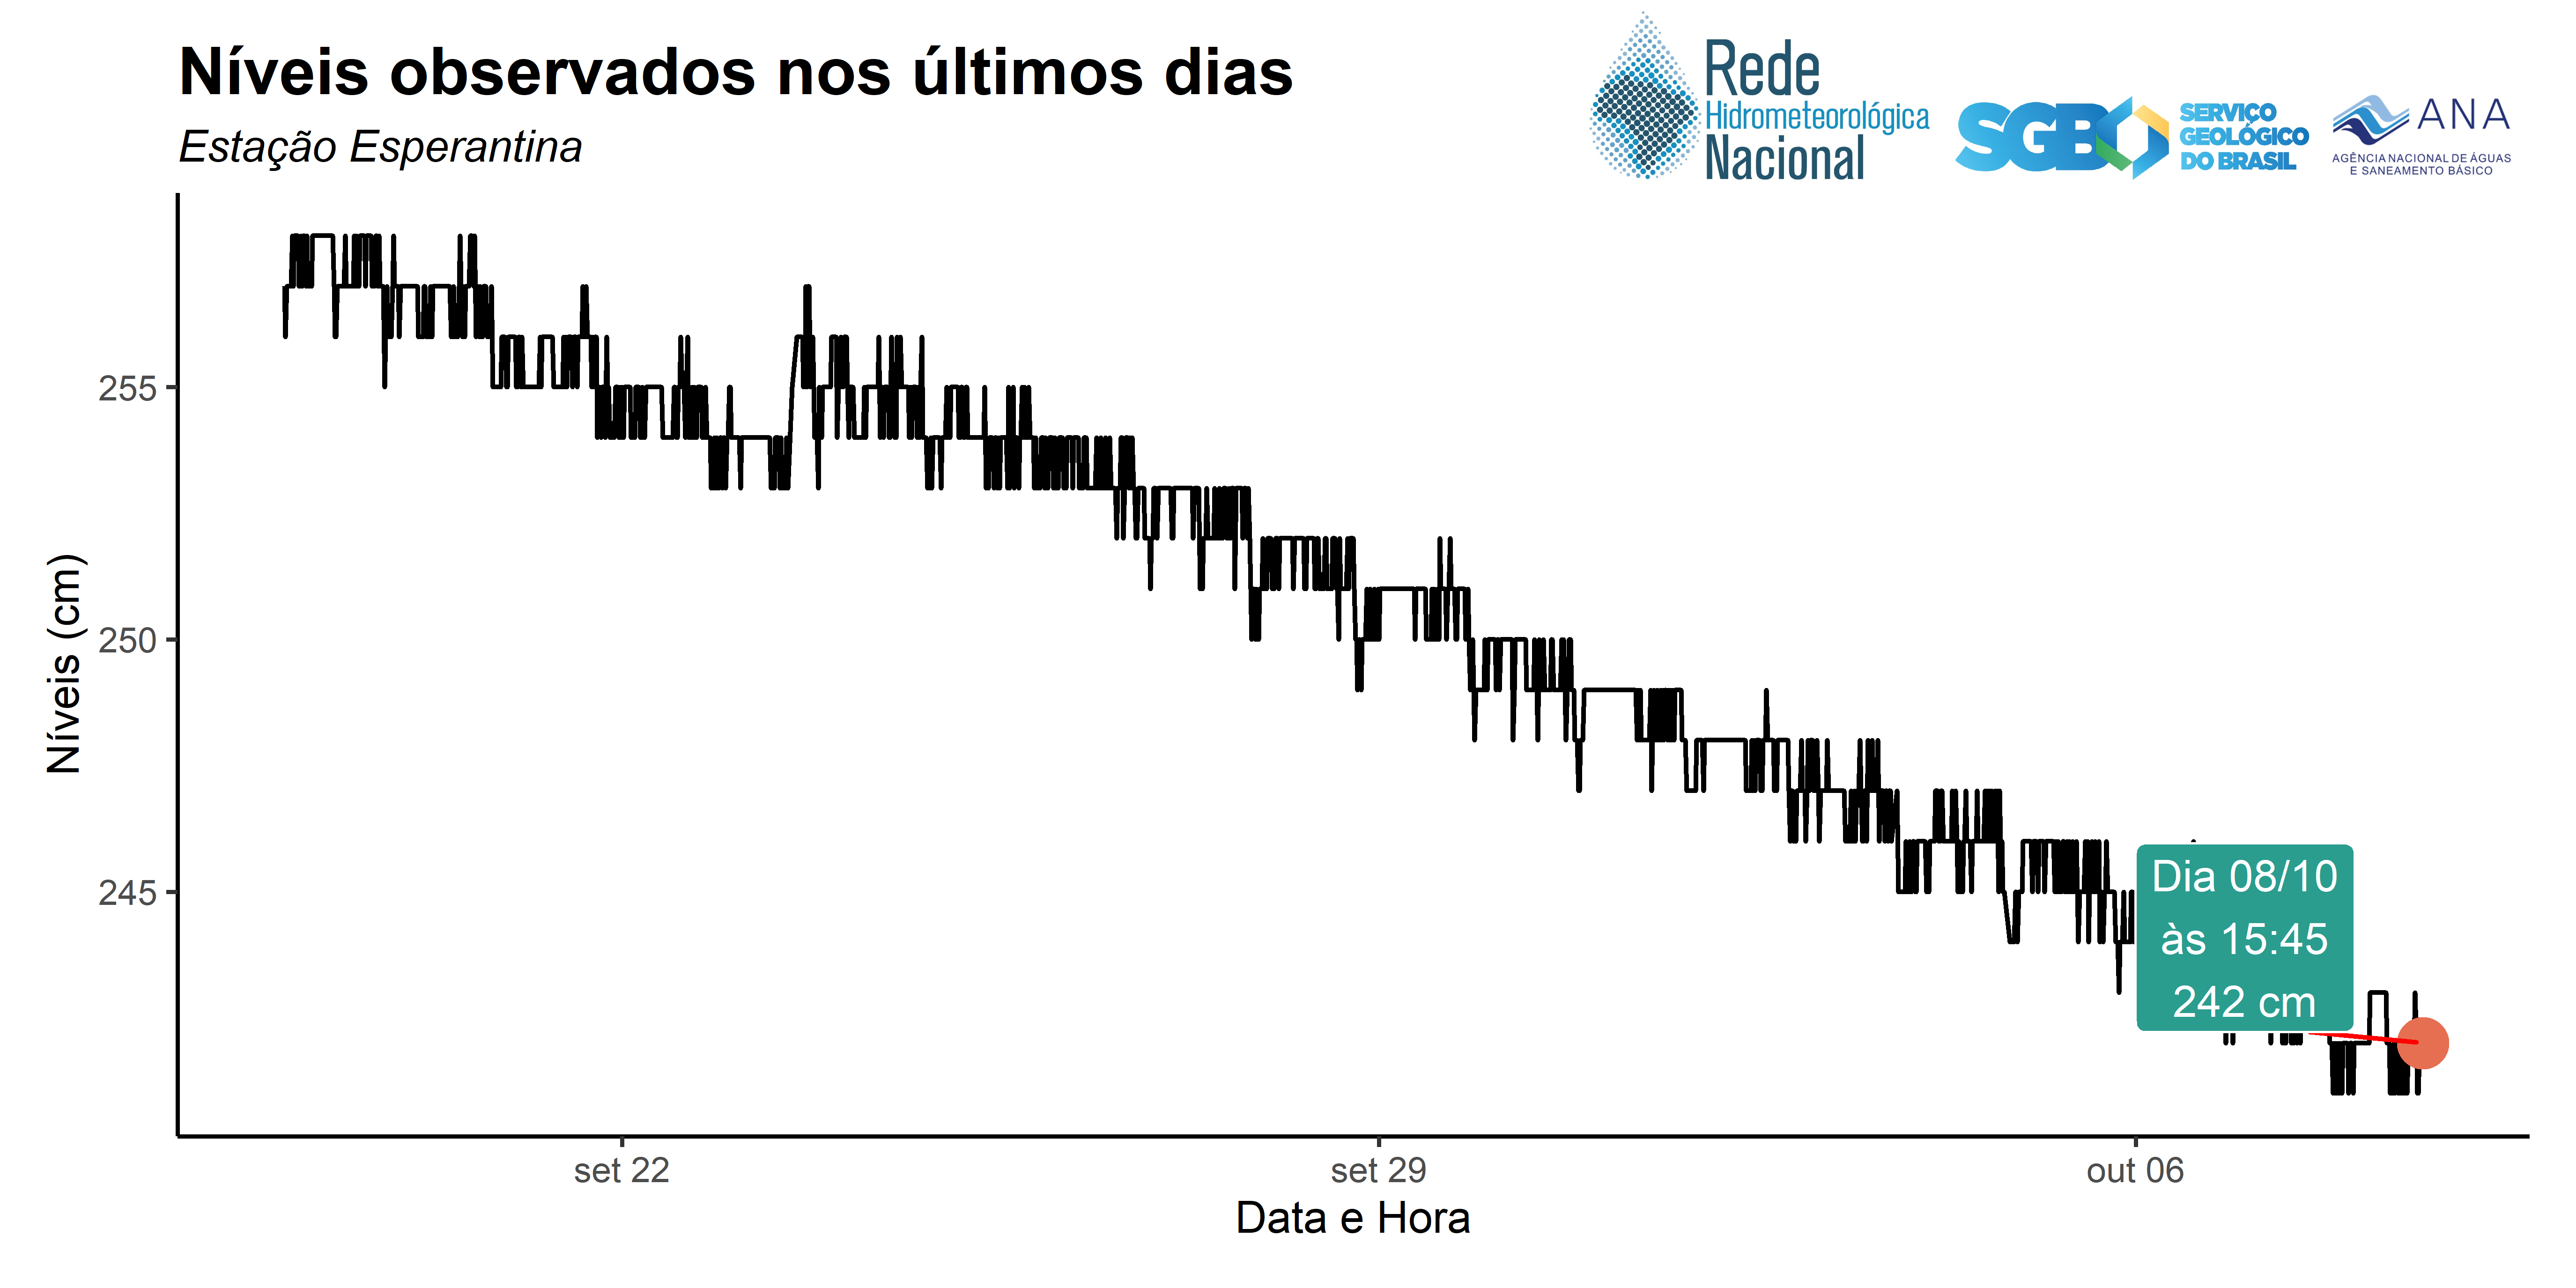 Níveis observados nos últimos dias
Estação Esperantina
Rede
Hidrometeorológica
Nacional
SGB
SERVIÇO
GEOLÓGICO
DO BRASIL
ANA
AGÊNCIA NACIONAL DE ÁGUAS
E SANEAMENTO BÁSICO
Níveis (cm)
255
250
245
Dia 08/10
às 15:45
242 cm
set 22
set 29
out 06
Data e Hora